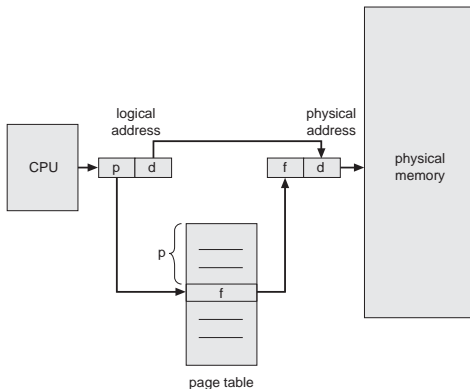 logical
address
physical
address
CPU
p
d
f
d
physical
memory
p
f
page table